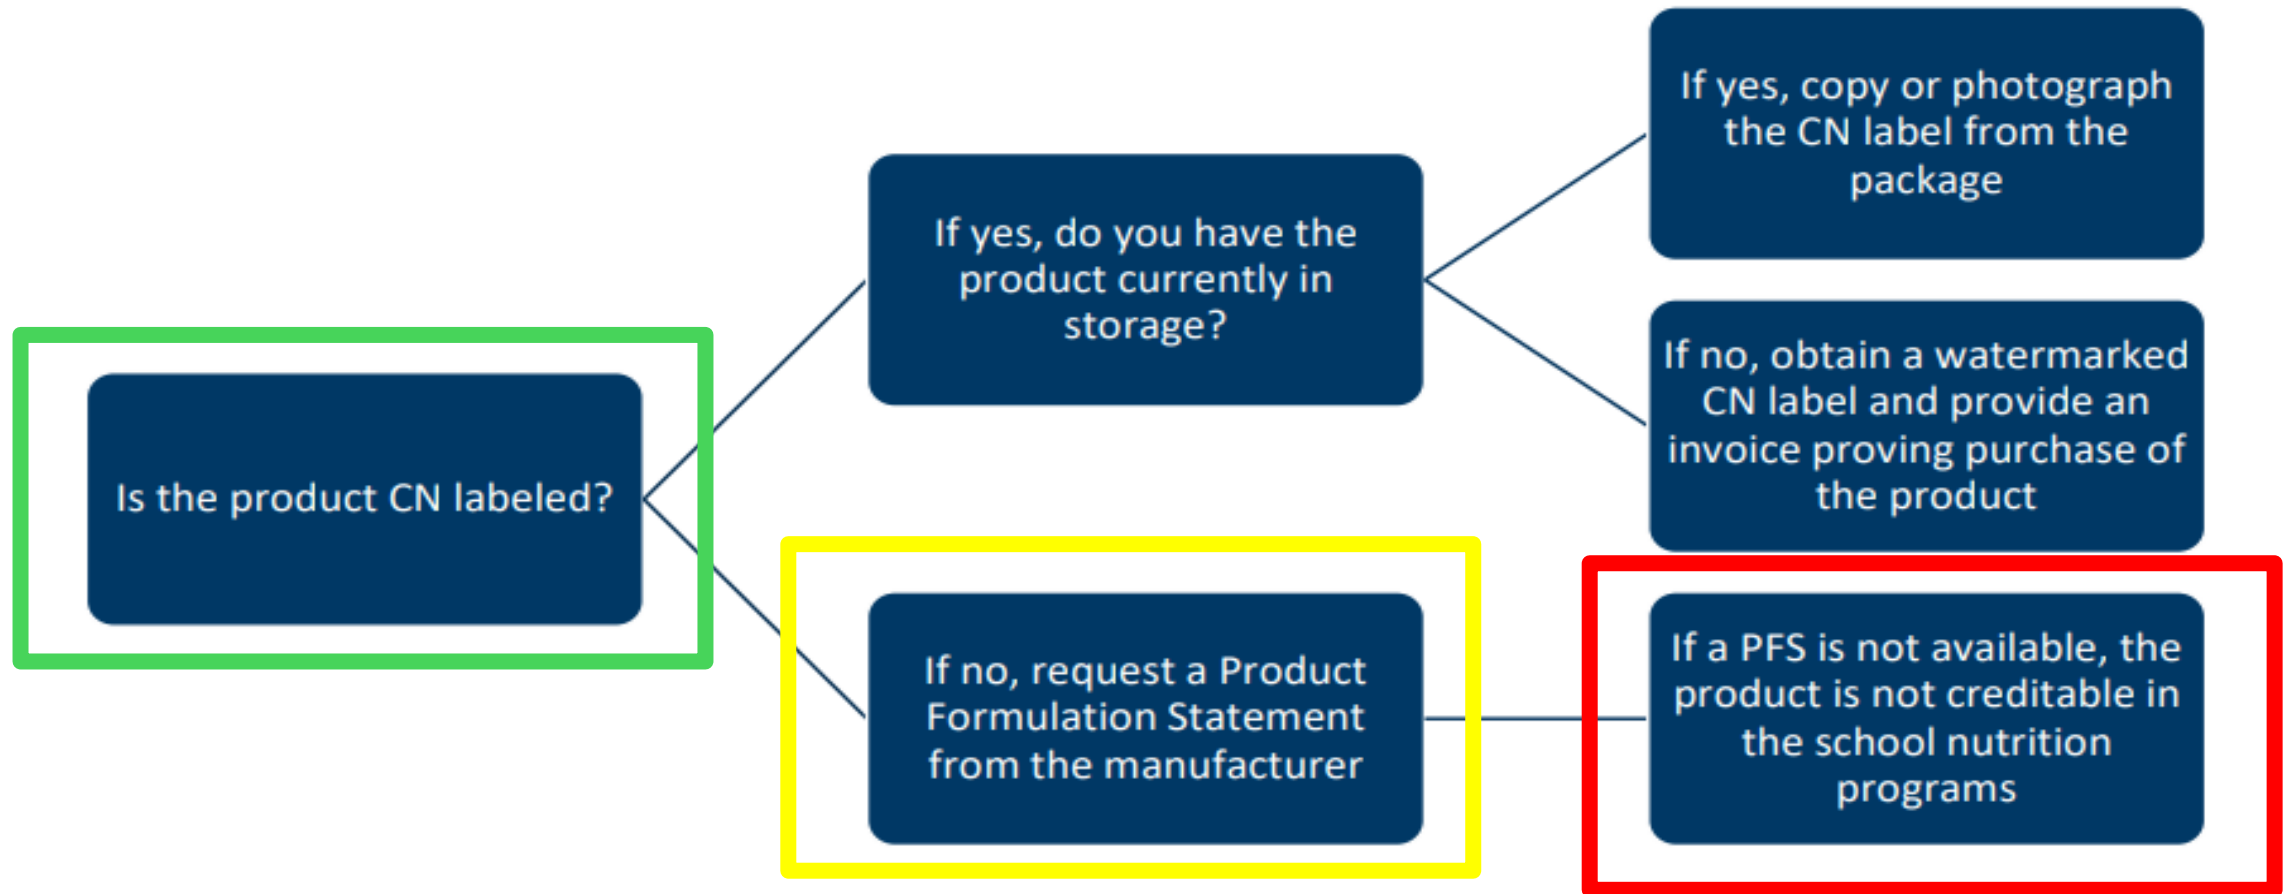 Is the product CN labeled?
If yes, do you have the
product currently in
storage?
If yes, copy or photograph
the CN label from the
package
If no, obtain a watermarked
CN label and provide an
invoice proving purchase of
the product
If no, request a Product
Formulation Statement
from the manufacturer
If a PFS is not available, the
product is not creditable in
the school nutrition
programs